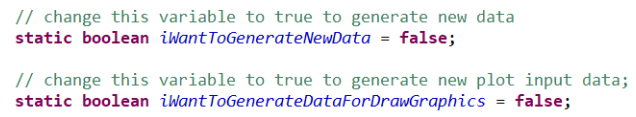 // change this variable to true to generate new data
static boolean iWantToGenerateNewData = false;
// change this variable to true to generate new plot input data;
static boolean iWantToGenerateDataForDrawGraphics = false;